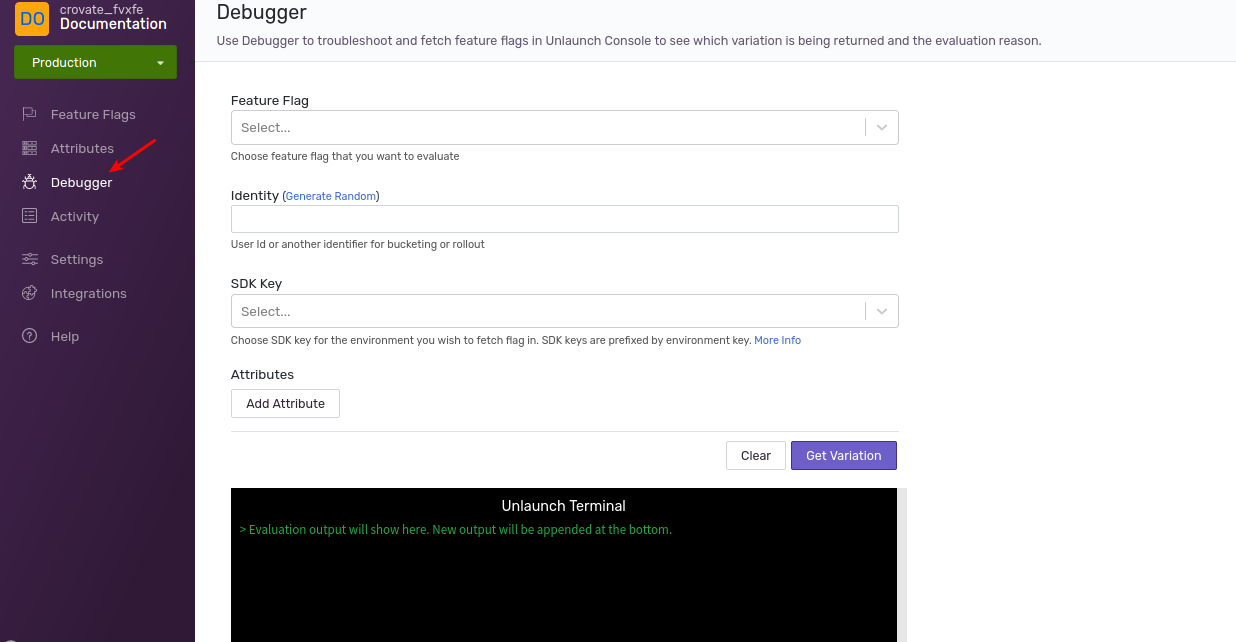 DO
crovate_fvxfe
Documentation
Production
Feature Flags
Attributes
Debugger
Activity
Settings
Integrations
Help
Debugger
Use Debugger to troubleshoot and fetch feature flags in Unlaunch Console to see which variation is being returned and the evaluation reason.
Feature Flag
Select...
Choose feature flag that you want to evaluate
Identity (Generate Random)
User Id or another identifier for bucketing or rollout
SDK Key
Select...
Choose SDK key for the environment you wish to fetch flag in. SDK keys are prefixed by environment key. More Info
Attributes
Add Attribute
Clear
Get Variation
Unlaunch Terminal
> Evaluation output will show here. New output will be appended at the bottom.